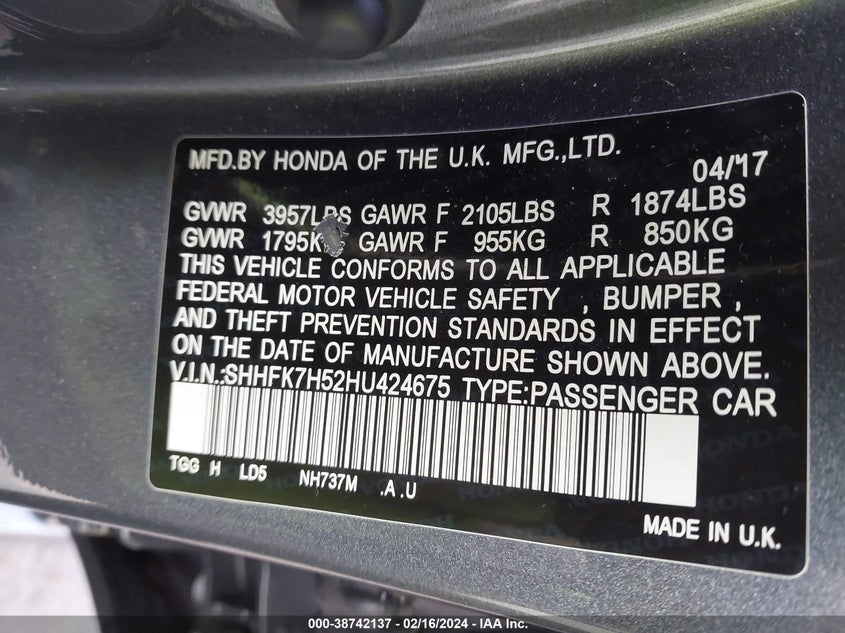 MFD.BY HONDA OF THE U.K. MFG.,LTD.
04/'17
GVWR 3957LBS GAWR F 2105LBS R 1874LBS
GVWR 1795K GAWR F 955KG R 850KG
THIS VEHICLE CONFORMS TO ALL APPLICABLE
FEDERAL MOTOR VEHICLE SAFETY , BUMPER ,
AND THEFT PREVENTION STANDARDS IN EFFECT
ON THE DATE OF MANUFACTURE SHOWN ABOVE.
V.I.N.:SHHFK7H52HU424675 TYPE:PASSENGER CAR
TGG H LD5 NH737M .A .U
MADE IN U.K.
000-38742137 - 02/16/2024 - IAA Inc.